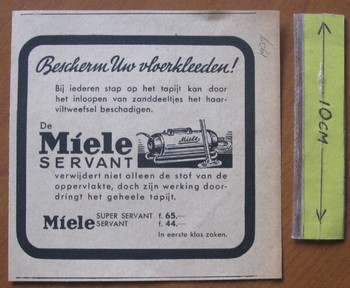 Bescherm Uw vloerkleeden!
Bij iederen stap op het tapijt kan door
het inloopen van zanddeeltjes het haar-
viltweefsel beschadigen.
De
Miele
SERVANT
Miele
verwijdert niet alleen de stof van de
oppervlakte, doch zijn werking door-
dringt het geheele tapijt.
Miele SUPER SERVANT f. 65.—
SERVANT f. 44.—
In eerste klas zaken.
10CM